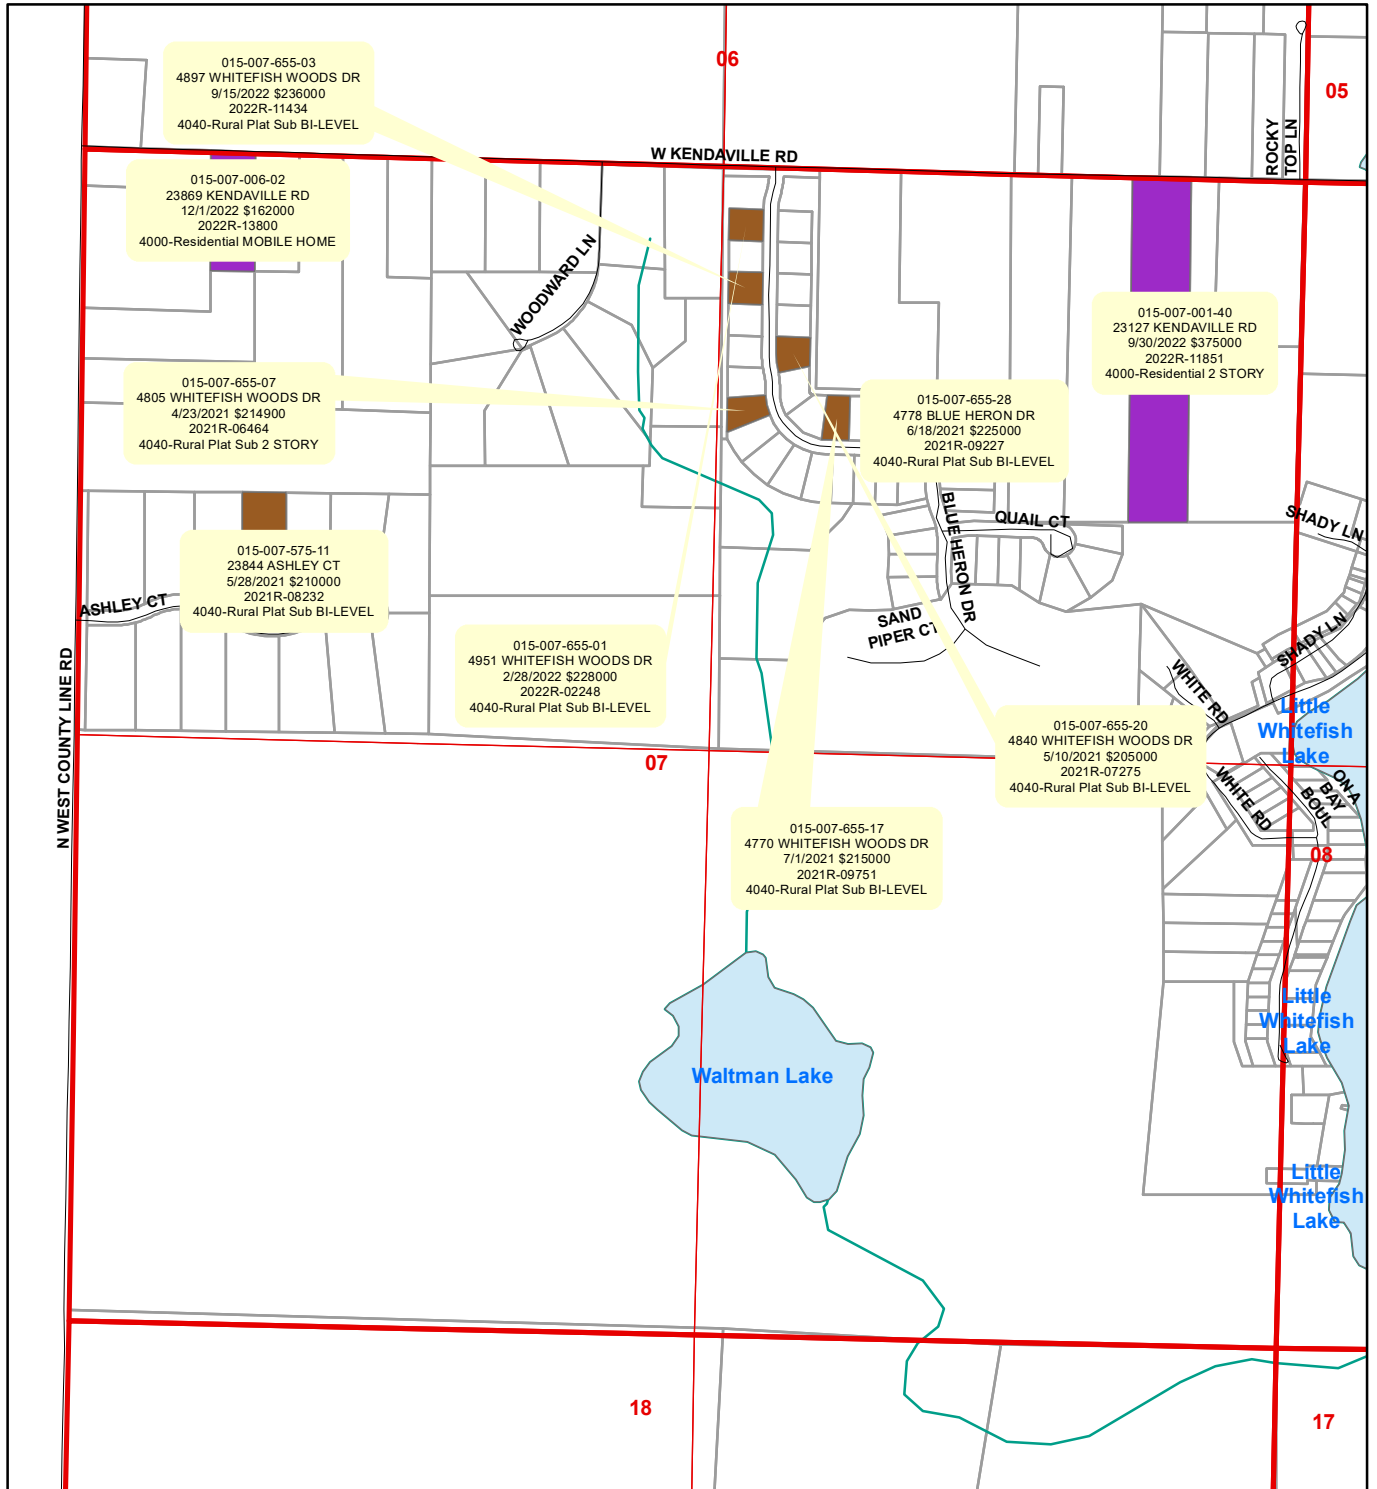 06
05
015-007-655-03
4897 WHITEFISH WOODS DR
9/15/2022 $236000
2022R-11434
4040-Rural Plat Sub BI-LEVEL
ROCKY
TOP LN
W KENDAVILLE RD
015-007-006-02
23869 KENDAVILLE RD
12/1/2022 $162000
2022R-13800
4000-Residential MOBILE HOME
WOODWARD LN
015-007-001-40
23127 KENDAVILLE RD
9/30/2022 $375000
2022R-11851
4000-Residential 2 STORY
015-007-655-07
4805 WHITEFISH WOODS DR
4/23/2021 $214900
2021R-06464
4040-Rural Plat Sub 2 STORY
015-007-655-28
4778 BLUE HERON DR
6/18/2021 $225000
2021R-09227
4040-Rural Plat Sub BI-LEVEL
BLUE HERON DR
QUAIL CT
SHADY LN
015-007-575-11
23844 ASHLEY CT
5/28/2021 $210000
2021R-08232
4040-Rural Plat Sub BI-LEVEL
ASHLEY CT
SAND
PIPER CT
SHADY LN
N WEST COUNTY LINE RD
015-007-655-01
4951 WHITEFISH WOODS DR
2/28/2022 $228000
2022R-02248
4040-Rural Plat Sub BI-LEVEL
WHITE RD
Little
Whitefish
Lake
015-007-655-20
4840 WHITEFISH WOODS DR
5/10/2021 $205000
2021R-07275
4040-Rural Plat Sub BI-LEVEL
07
WHITE RD
ON A
BAY
BOUL
015-007-655-17
4770 WHITEFISH WOODS DR
7/1/2021 $215000
2021R-09751
4040-Rural Plat Sub BI-LEVEL
08
Little
Whitefish
Lake
Waltman Lake
Little
Whitefish
Lake
18
17